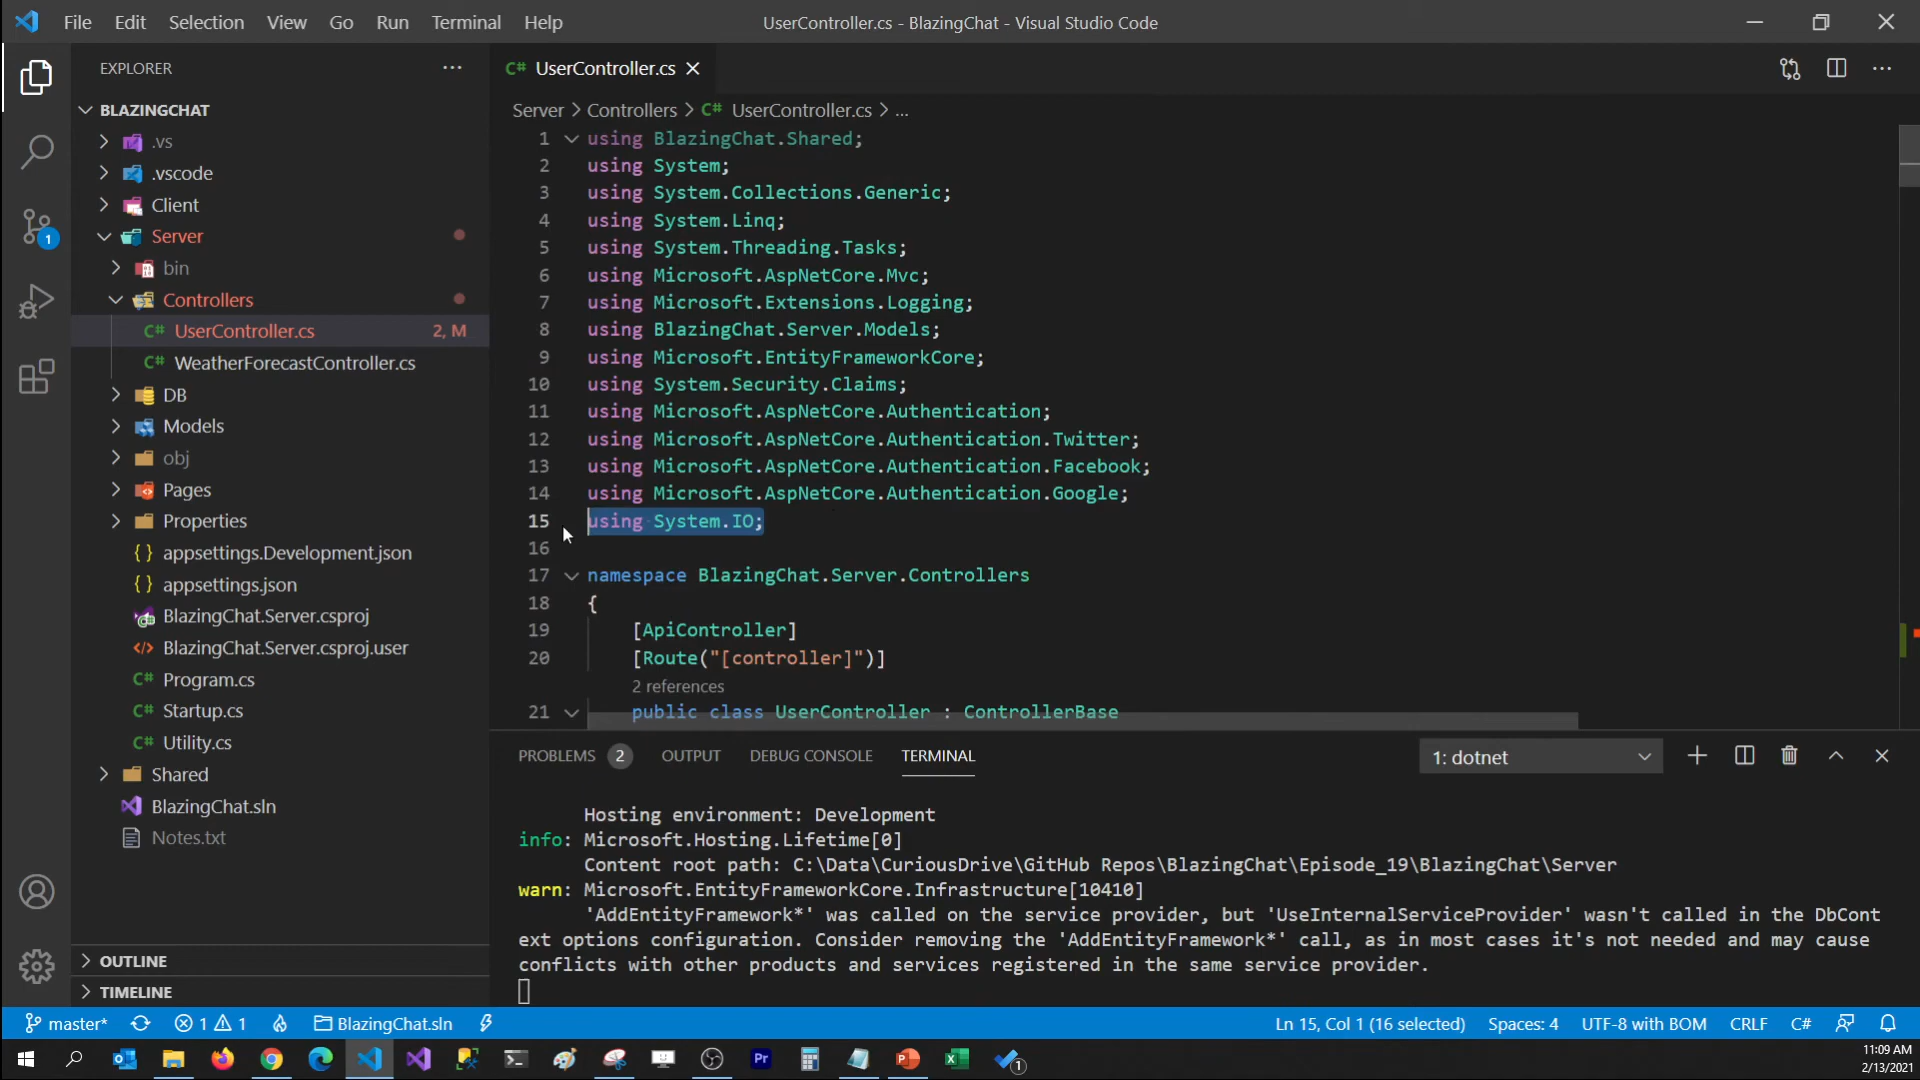 File Edit Selection View Go Run Terminal Help
UserController.cs - BlazingChat - Visual Studio Code
EXPLORER
BLAZINGCHAT
.vs
.vscode
Client
Server
bin
Controllers
UserController.cs 2, M
WeatherForecastController.cs
DB
Models
obj
Pages
Properties
{ } appsettings.Development.json
{ } appsettings.json
BlazingChat.Server.csproj
BlazingChat.Server.csproj.user
C# Program.cs
C# Startup.cs
C# Utility.cs
Shared
BlazingChat.sln
Notes.txt
OUTLINE
TIMELINE
C# UserController.cs
Server > Controllers > C# UserController.cs > ...
1 using BlazingChat.Shared;
2 using System;
3 using System.Collections.Generic;
4 using System.Linq;
5 using System.Threading.Tasks;
6 using Microsoft.AspNetCore.Mvc;
7 using Microsoft.Extensions.Logging;
8 using BlazingChat.Server.Models;
9 using Microsoft.EntityFrameworkCore;
10 using System.Security.Claims;
11 using Microsoft.AspNetCore.Authentication;
12 using Microsoft.AspNetCore.Authentication.Twitter;
13 using Microsoft.AspNetCore.Authentication.Facebook;
14 using Microsoft.AspNetCore.Authentication.Google;
15 using System.IO;
16
17 namespace BlazingChat.Server.Controllers
18 {
19 [ApiController]
20 [Route("[controller]")]
2 references
21 public class UserController : ControllerBase
PROBLEMS 2 OUTPUT DEBUG CONSOLE TERMINAL 1: dotnet
Hosting environment: Development
info: Microsoft.Hosting.Lifetime[0]
Content root path: C:\Data\CuriousDrive\GitHub Repos\BlazingChat\Episode_19\BlazingChat\Server
warn: Microsoft.EntityFrameworkCore.Infrastructure[10410]
'AddEntityFramework*' was called on the service provider, but 'UseInternalServiceProvider' wasn't called in the DbCont
ext options configuration. Consider removing the 'AddEntityFramework*' call, as in most cases it's not needed and may cause
conflicts with other products and services registered in the same service provider.
master* 1 1 BlazingChat.sln Ln 15, Col 1 (16 selected) Spaces: 4 UTF-8 with BOM CRLF C#
11:09 AM
2/13/2021